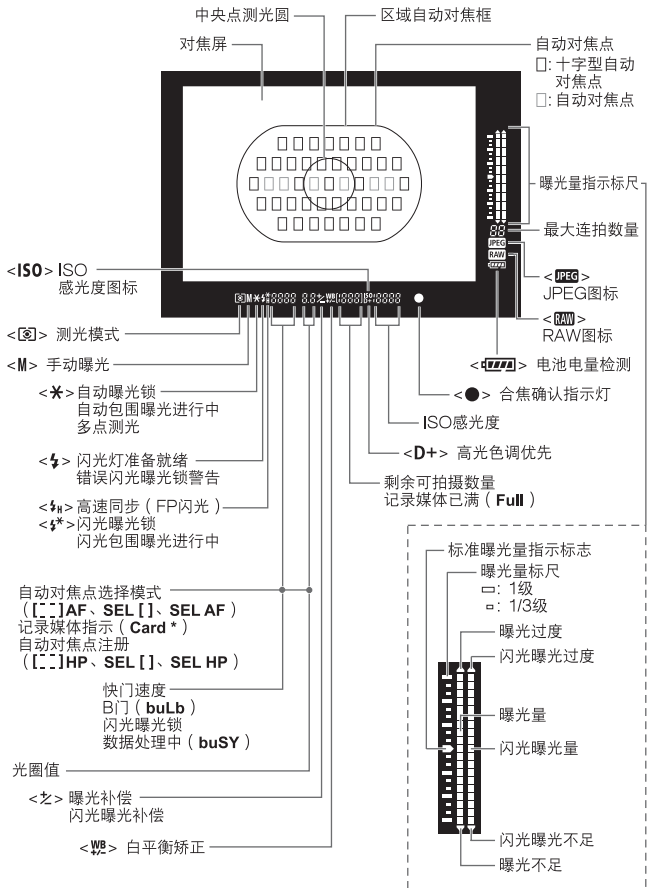 中央点测光圆
区域自动对焦框
对焦屏
自动对焦点
□: 十字型自动
对焦点
□: 自动对焦点
曝光量指示标尺
最大连拍数量
<JPEG>
JPEG图标
<RAW>
RAW图标
<ISO> ISO
感光度图标
测光模式
<M> 手动曝光
电池电量检测
<●> 合焦确认指示灯
<✱> 自动曝光锁
自动包围曝光进行中
多点测光
ISO感光度
<D+> 高光色调优先
<⚡> 闪光灯准备就绪
错误闪光曝光锁警告
剩余可拍摄数量
记录媒体已满（Full）
<⚡H> 高速同步（FP闪光）
<⚡*> 闪光曝光锁
闪光包围曝光进行中
标准曝光量指示标志
曝光量标尺
▭: 1级
▫: 1/3级
自动对焦点选择模式
（[ ]AF、SEL [ ]、SEL AF）
记录媒体指示（Card *）
自动对焦点注册
（[ ]HP、SEL [ ]、SEL HP）
曝光过度
闪光曝光过度
快门速度
B门（buLb）
闪光曝光锁
数据处理中（buSY）
曝光量
闪光曝光量
光圈值
<+/-> 曝光补偿
闪光曝光补偿
<WB+/-> 白平衡矫正
闪光曝光不足
曝光不足